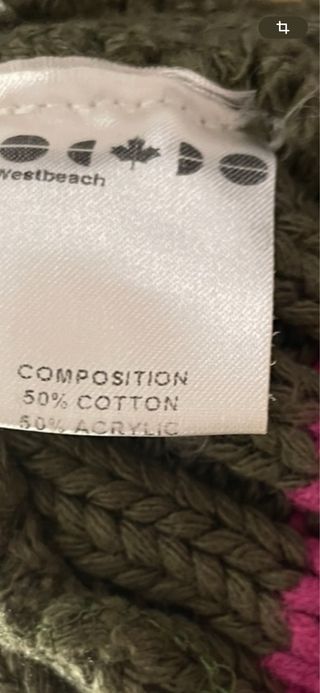 Westbeach
COMPOSITION
50% COTTON
50% ACRYLIC